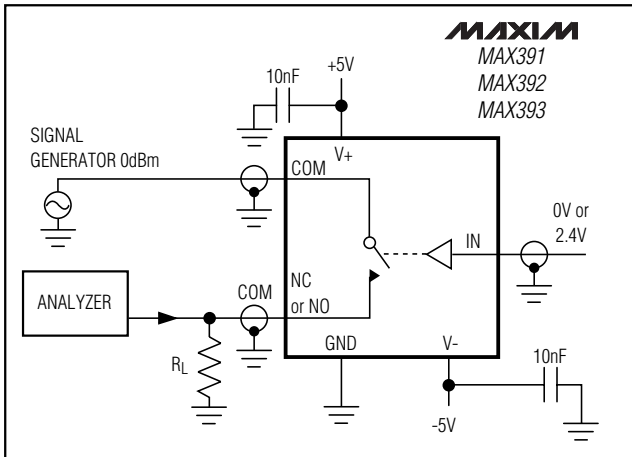 MAXIM
MAX391
MAX392
MAX393
+5V
10nF
SIGNAL
GENERATOR 0dBm
V+
COM
0V or
2.4V
IN
NC
or NO
COM
ANALYZER
GND
V-
10nF
RL
-5V